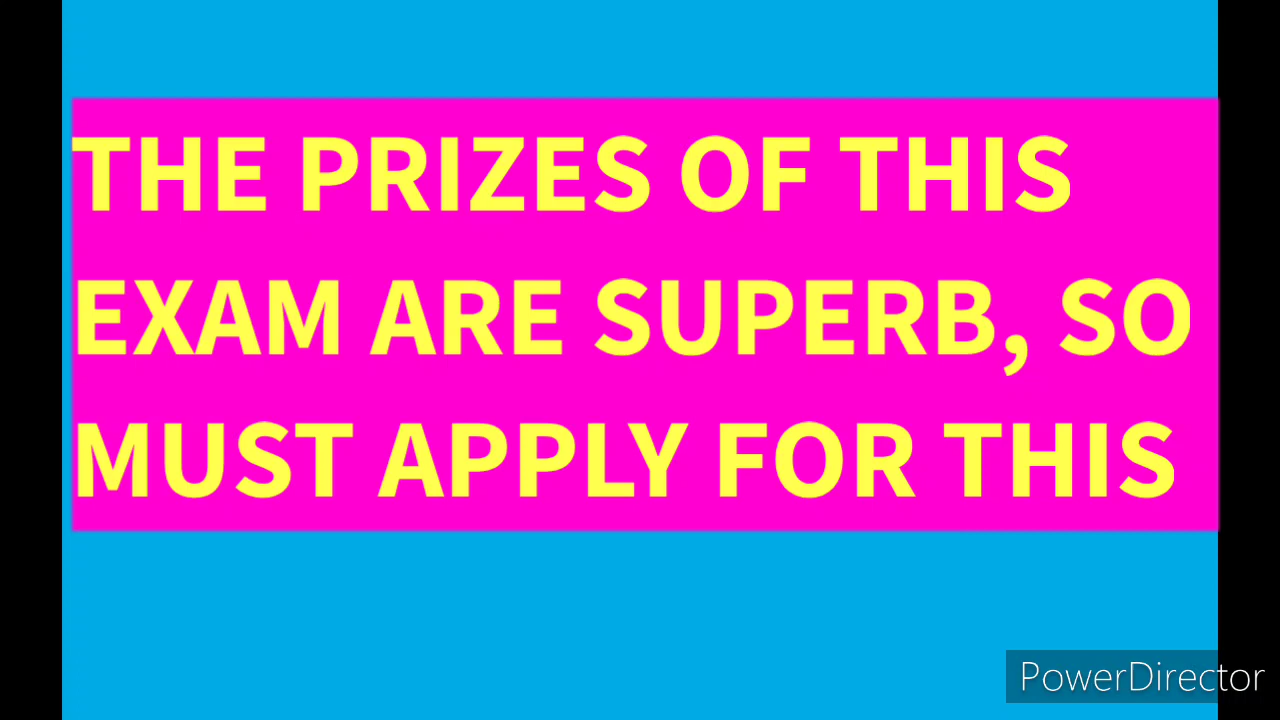 THE PRIZES OF THIS
EXAM ARE SUPERB, SO
MUST APPLY FOR THIS
PowerDirector